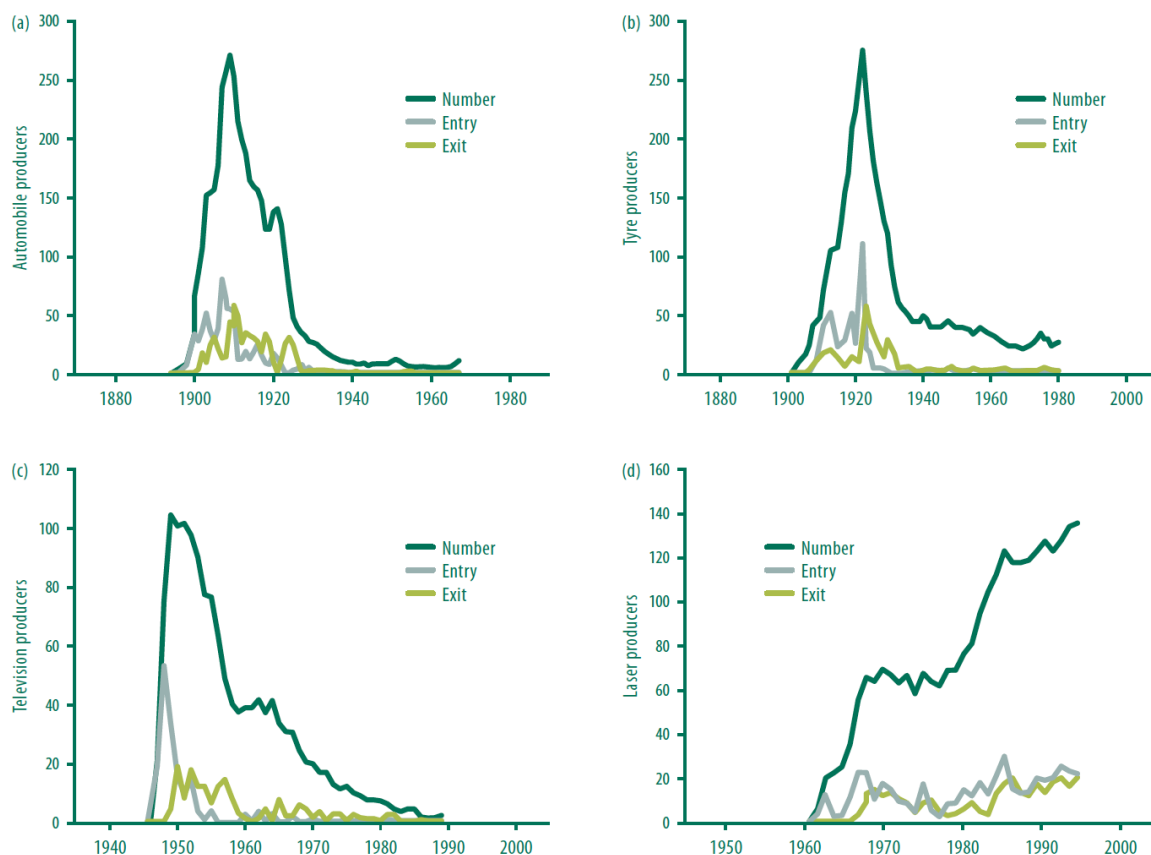 (a)
300
250
200
150
100
50
0
Automobile producers
Number
Entry
Exit
1880 1900 1920 1940 1960 1980
(b)
300
250
200
150
100
50
0
Tyre producers
Number
Entry
Exit
1880 1900 1920 1940 1960 1980 2000
(c)
120
100
80
60
40
20
0
Television producers
Number
Entry
Exit
1940 1950 1960 1970 1980 1990 2000
(d)
160
140
120
100
80
60
40
20
0
Laser producers
Number
Entry
Exit
1950 1960 1970 1980 1990 2000